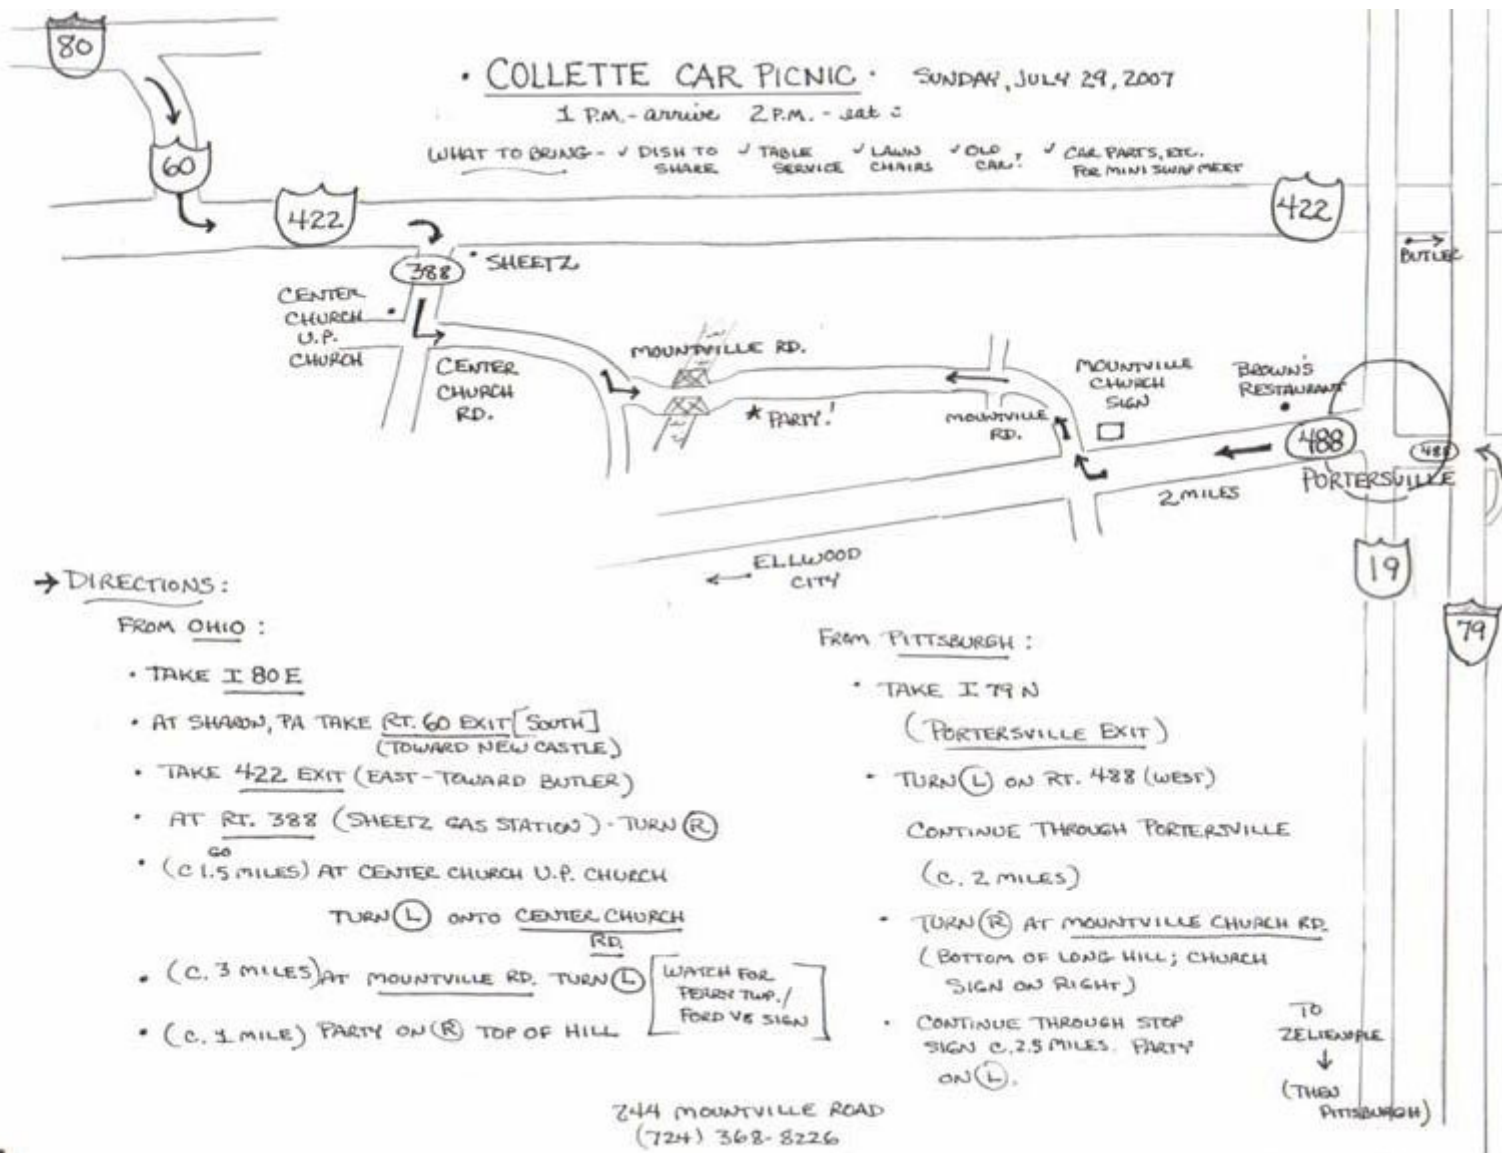 80
· COLLETTE CAR PICNIC · SUNDAY, JULY 29, 2007
1 P.M. - arrive 2 P.M. - eat
WHAT TO BRING - ✓ DISH TO SHARE ✓ TABLE SERVICE ✓ LAWN CHAIRS ✓ OLD CAR! ✓ CAR PARTS, ETC. FOR MINI SWAP MEET
60
422
422
BUTLER
388
• SHEETZ
CENTER
CHURCH
U.P.
CHURCH
CENTER
CHURCH
RD.
MOUNTVILLE RD.
★ PARTY!
MOUNTVILLE
RD.
MOUNTVILLE
CHURCH
SIGN
BROWN'S
RESTAURANT
488
488
PORTERSVILLE
2 MILES
ELLWOOD
← CITY
19
79
→ DIRECTIONS:
FROM OHIO:
• TAKE I 80 E
• AT SHARON, PA TAKE RT. 60 EXIT [SOUTH]
(TOWARD NEW CASTLE)
• TAKE 422 EXIT (EAST - TOWARD BUTLER)
• AT RT. 388 (SHEETZ GAS STATION) - TURN R
GO
• (C 1.5 MILES) AT CENTER CHURCH U.P. CHURCH
TURN L ONTO CENTER CHURCH
RD.
• (C. 3 MILES) AT MOUNTVILLE RD. TURN L [WATCH FOR
PERRY TWP./
FORD V8 SIGN]
• (C. 1 MILE) PARTY ON R TOP OF HILL
FROM PITTSBURGH:
• TAKE I 79 N
(PORTERSVILLE EXIT)
• TURN L ON RT. 488 (WEST)
CONTINUE THROUGH PORTERSVILLE
(C. 2 MILES)
• TURN R AT MOUNTVILLE CHURCH RD.
(BOTTOM OF LONG HILL; CHURCH
SIGN ON RIGHT)
• CONTINUE THROUGH STOP
SIGN C. 2.5 MILES. PARTY
ON L.
TO
ZELIENOPLE
↓
(THEN
PITTSBURGH)
244 MOUNTVILLE ROAD
(724) 368-8226